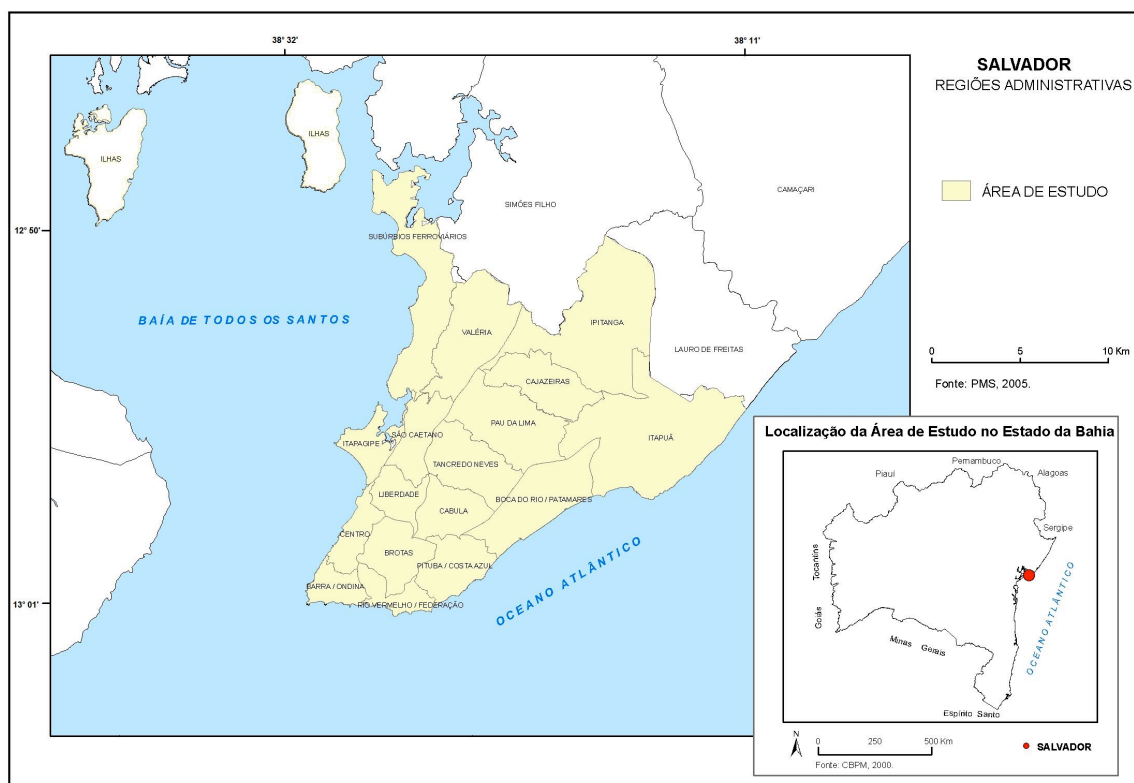 38° 32'
38° 11'
SALVADOR
REGIÕES ADMINISTRATIVAS
ILHAS
ILHAS
CAMAÇARI
ÁREA DE ESTUDO
SIMÕES FILHO
12° 50'
SUBÚRBIOS FERROVIÁRIOS
BAÍA DE TODOS OS SANTOS
VALÉRIA
IPITANGA
LAURO DE FREITAS
0 5 10 Km
CAJAZEIRAS
Fonte: PMS, 2005.
PAU DA LIMA
SÃO CAETANO
ITAPAGIPE
ITAPUÃ
TANCREDO NEVES
LIBERDADE
BOCA DO RIO / PATAMARES
CABULA
CENTRO
BROTAS
PITUBA / COSTA AZUL
BARRA / ONDINA
RIO VERMELHO / FEDERAÇÃO
13° 01'
OCEANO ATLÂNTICO
Localização da Área de Estudo no Estado da Bahia
Pernambuco
Piauí
Alagoas
Sergipe
Tocantins
Goiás
OCEANO ATLÂNTICO
Minas Gerais
Espírito Santo
N
0 250 500 Km
SALVADOR
Fonte: CBPM, 2000.